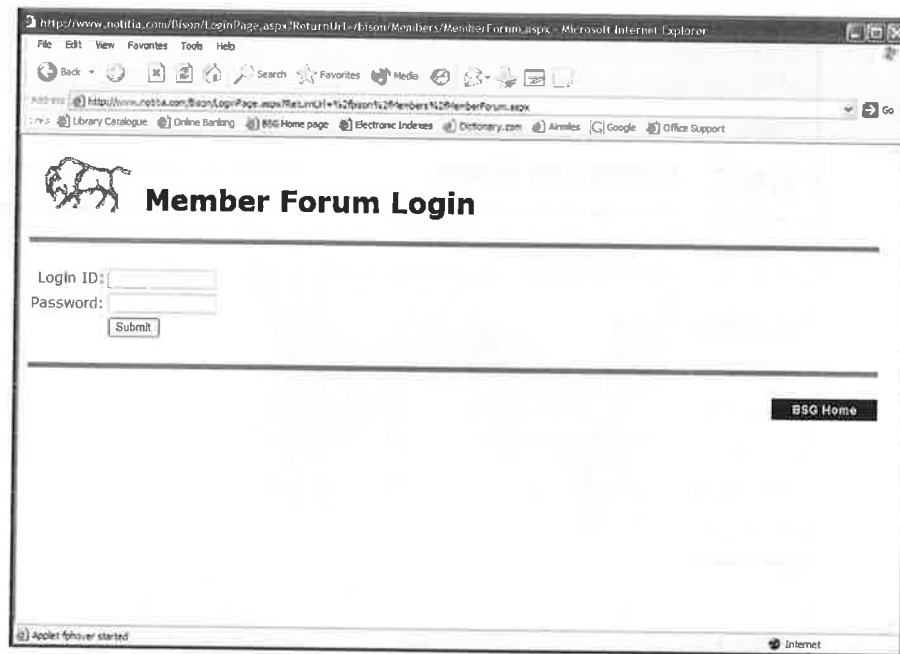 http://www.notitia.com/Bison/LoginPage.aspx?ReturnUrl=/bison/Members/MemberForum.aspx - Microsoft Internet Explorer
File Edit View Favorites Tools Help
Back Search Favorites Media
Address http://www.notitia.com/Bison/LoginPage.aspx?ReturnUrl=%2fbison%2fMembers%2fMemberForum.aspx Go
Links Library Catalogue Online Banking BSG Home page Electronic Indexes Dictionary.com Airmiles Google Office Support
Member Forum Login
Login ID:
Password:
Submit
BSG Home
Applet fphover started Internet